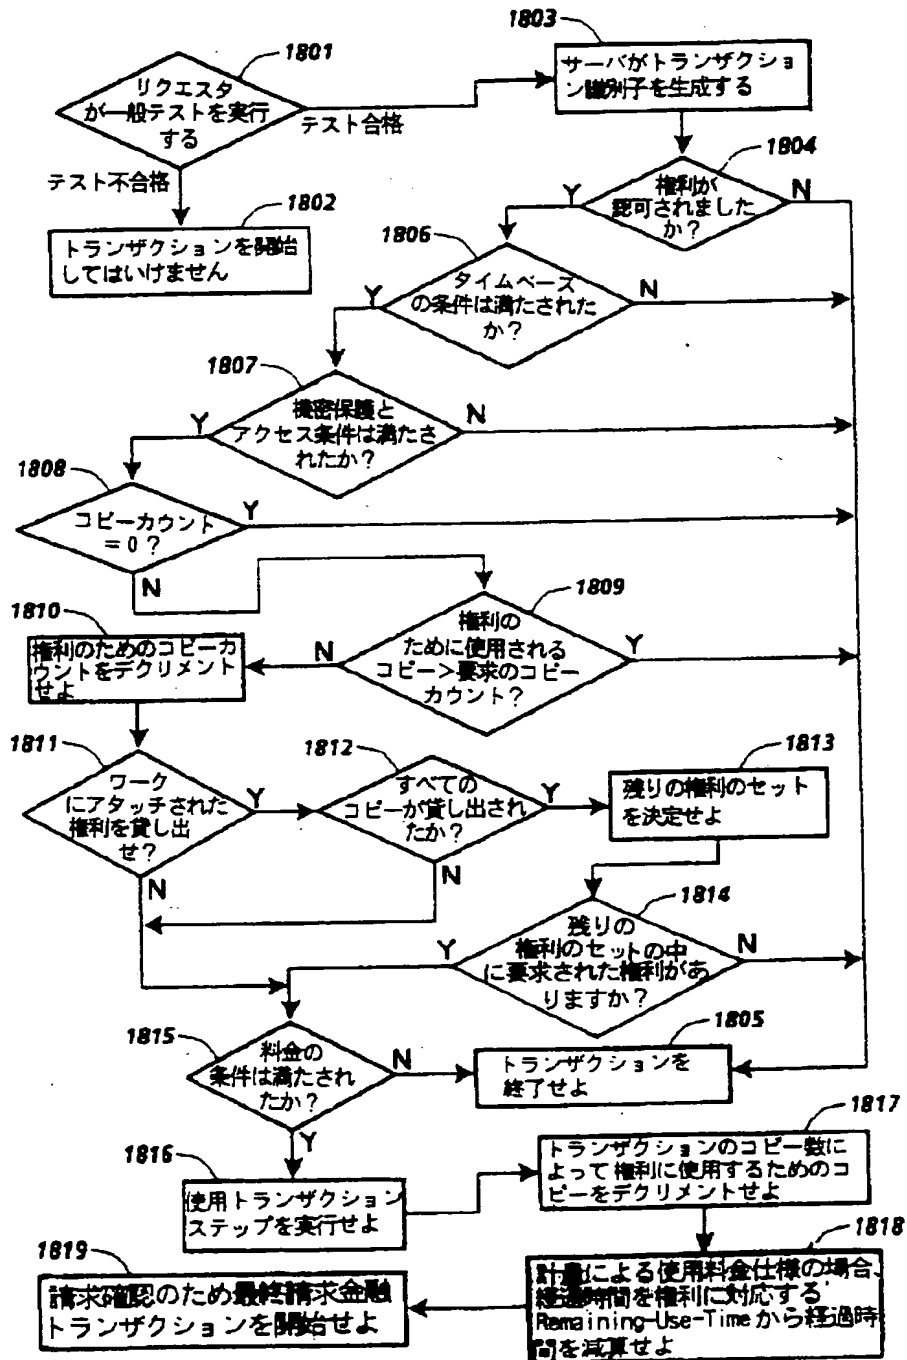 1801
リクエスタ
が一般テストを実行
する
テスト合格
テスト不合格
1802
トランザクションを開始
してはいけません
1803
サーバがトランザクショ
ン識別子を生成する
1804
権利が
認可されました
か?
Y
N
1806
タイムベース
の条件は満たされた
か?
Y
N
1807
機密保護と
アクセス条件は満たさ
れたか?
Y
N
1808
コピーカウント
=0?
Y
N
1809
権利の
ために使用される
コピー>要求のコピー
カウント?
N
Y
1810
権利のためのコピーカ
ウントをデクリメント
せよ
1811
ワーク
にアタッチされた
権利を貸し出
せ?
Y
N
1812
すべての
コピーが貸し出され
たか?
Y
N
1813
残りの権利のセット
を決定せよ
1814
残りの
権利のセットの中
に要求された権利があ
りますか?
Y
N
1815
料金の
条件は満たされ
たか?
N
Y
1805
トランザクションを
終了せよ
1816
使用トランザクション
ステップを実行せよ
1817
トランザクションのコピー数に
よって権利に使用するためのコ
ピーをデクリメントせよ
1818
計量による使用料金仕様の場合、
経過時間を権利に対応する
Remaining-Use-Timeから経過時
間を減算せよ
1819
請求確認のため最終請求金融
トランザクションを開始せよ